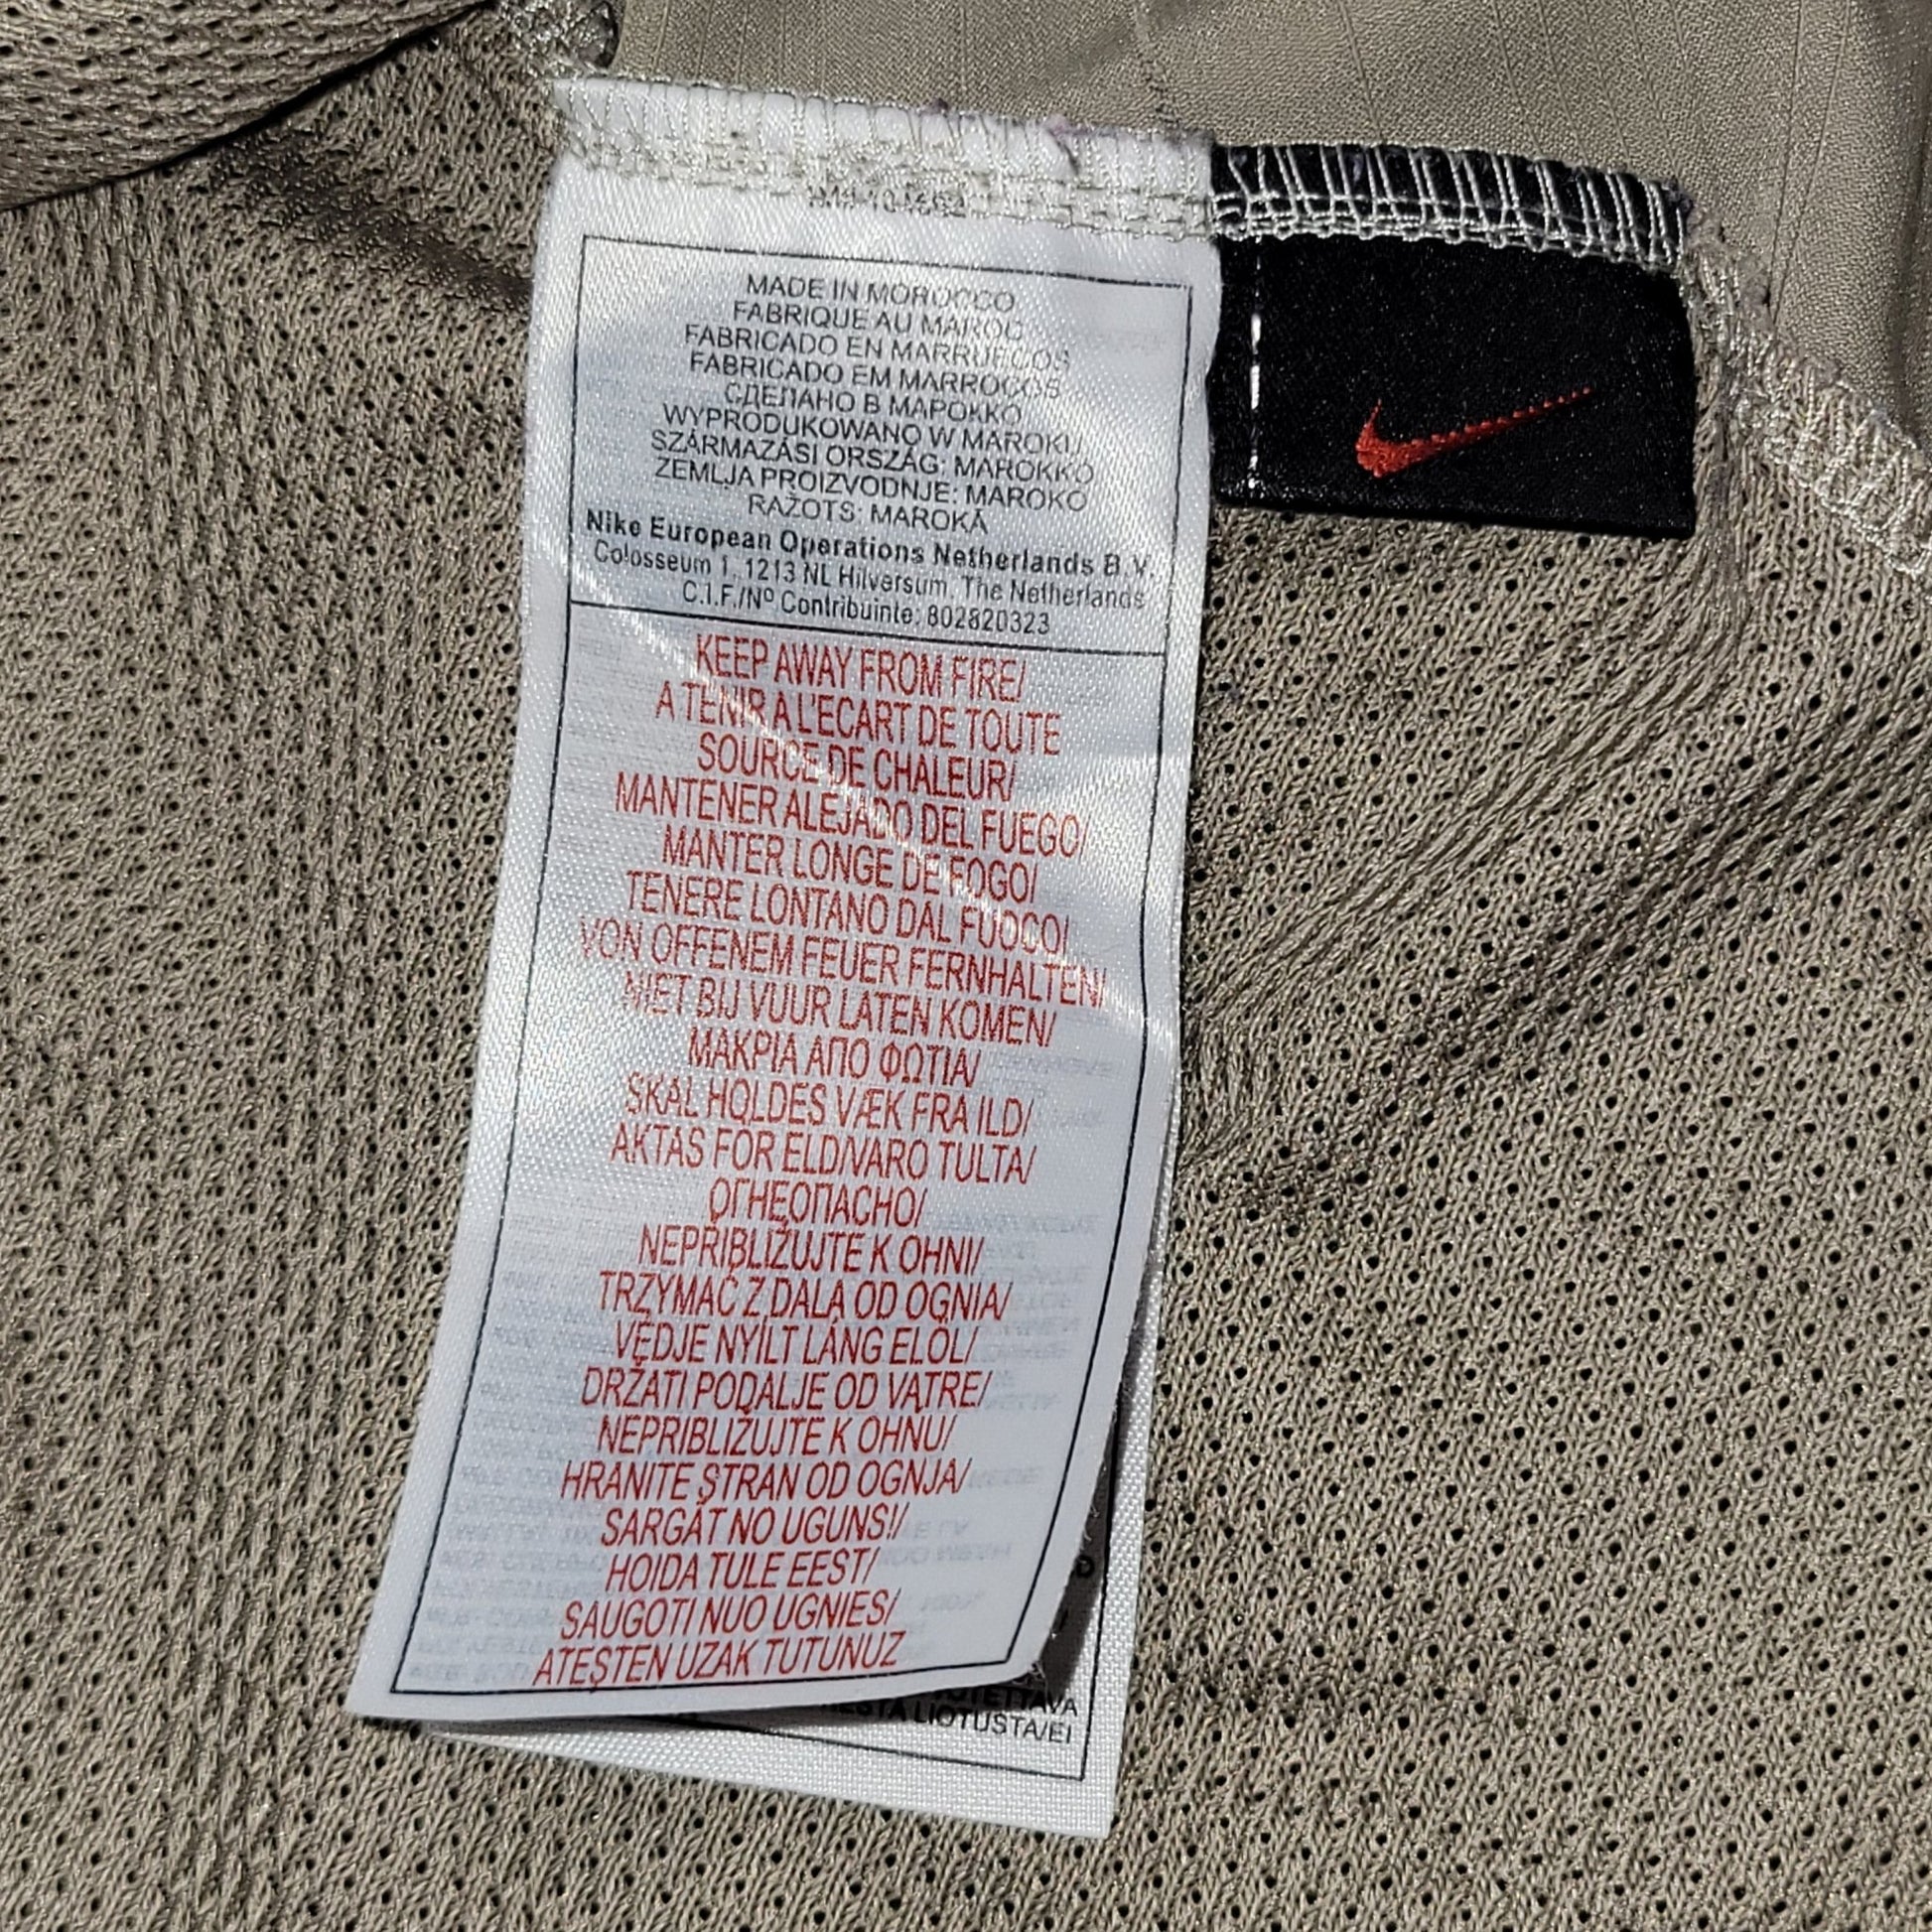 MADE IN MOROCCO
FABRIQUE AU MAROC
FABRICADO EN MARRUECOS
FABRICADO EM MARROCOS
СДЕЛАНО В МАРОККО
WYPRODUKOWANO W MAROKU
SZÁRMAZÁSI ORSZÁG: MAROKKO
ZEMLJA PROIZVODNJE: MAROKO
RAŽOTS: MAROKĀ
Nike European Operations Netherlands B.V.
Colosseum 1, 1213 NL Hilversum, The Netherlands
C.I.F./Nº Contribuinte: 802820323
KEEP AWAY FROM FIRE/
A TENIR A L'ECART DE TOUTE
SOURCE DE CHALEUR/
MANTENER ALEJADO DEL FUEGO/
MANTER LONGE DE FOGO/
TENERE LONTANO DAL FUOCO/
VON OFFENEM FEUER FERNHALTEN/
NIET BIJ VUUR LATEN KOMEN/
ΜΑΚΡΙΑ ΑΠΟ ΦΩΤΙΑ/
SKAL HOLDES VÆK FRA ILD/
AKTAS FÖR ELD/VARO TULTA/
ОГНЕОПАСНО/
NEPRIBLIŽUJTE K OHNI/
TRZYMAĆ Z DALA OD OGNIA/
VÉDJE NYÍLT LÁNG ELŐL/
DRŽATI PODALJE OD VATRE/
NEPRIBLIŽUJTE K OHNU/
HRANITE STRAN OD OGNJA/
SARGĀT NO UGUNS!/
HOIDA TULE EEST/
SAUGOTI NUO UGNIES/
ATEŞTEN UZAK TUTUNUZ
LIOTUSTA/EI